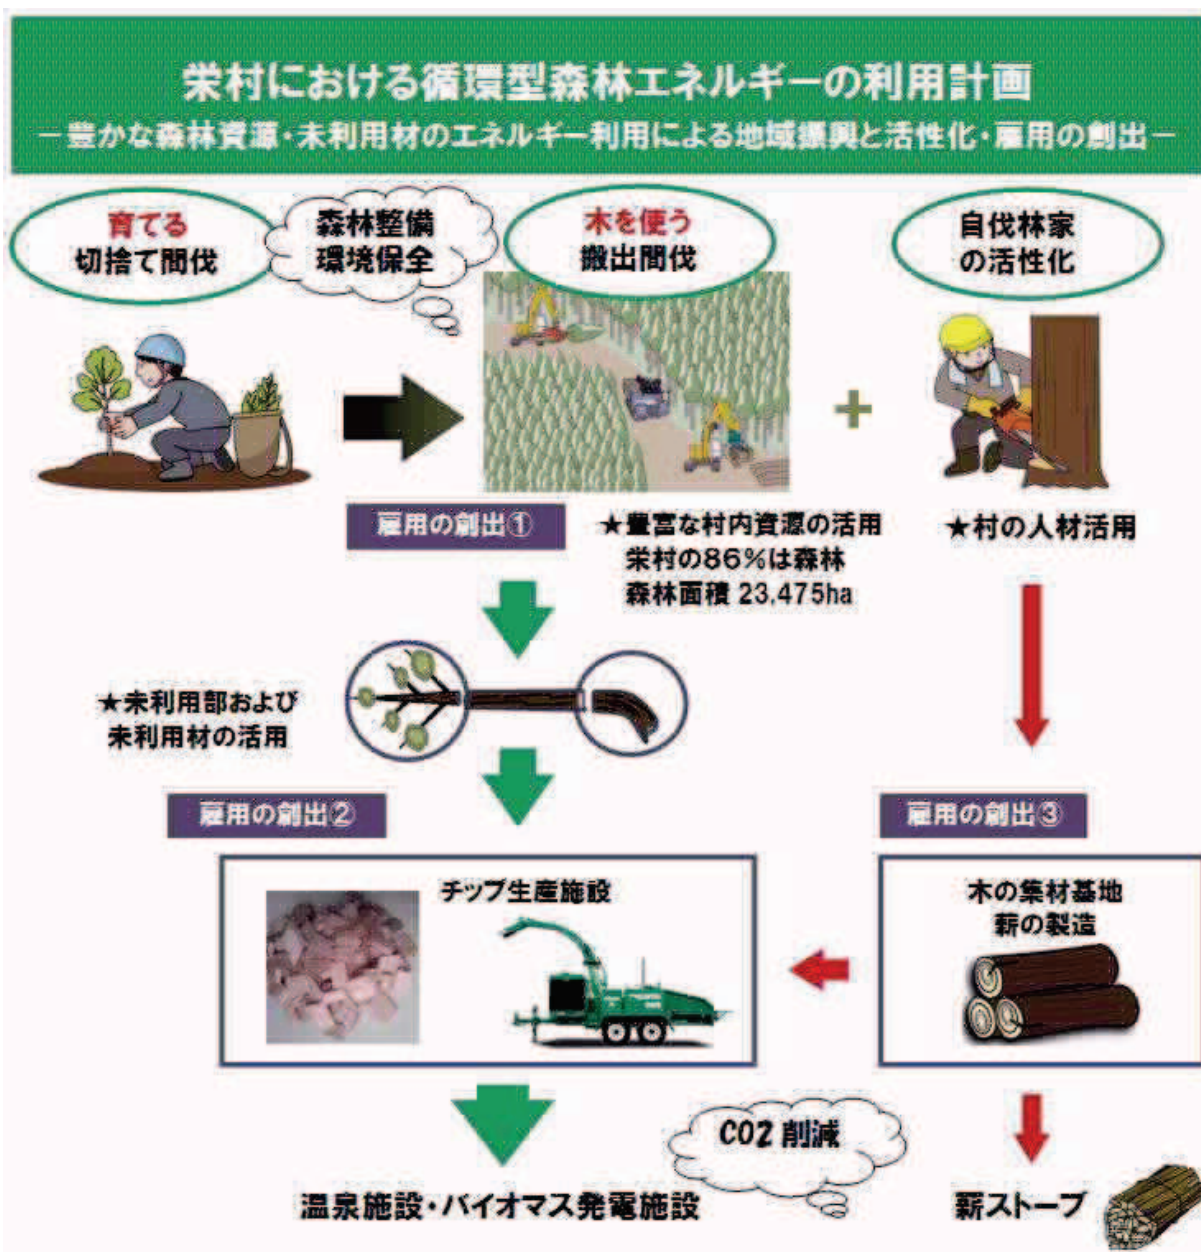 栄村における循環型森林エネルギーの利用計画
－豊かな森林資源・未利用材のエネルギー利用による地域振興と活性化・雇用の創出－
育てる
切捨て間伐
森林整備
環境保全
木を使う
搬出間伐
自伐林家
の活性化
雇用の創出①
★豊富な村内資源の活用
栄村の86%は森林
森林面積 23,475ha
★村の人材活用
★未利用部および
未利用材の活用
雇用の創出②
雇用の創出③
チップ生産施設
木の集材基地
薪の製造
CO2 削減
温泉施設・バイオマス発電施設
薪ストーブ